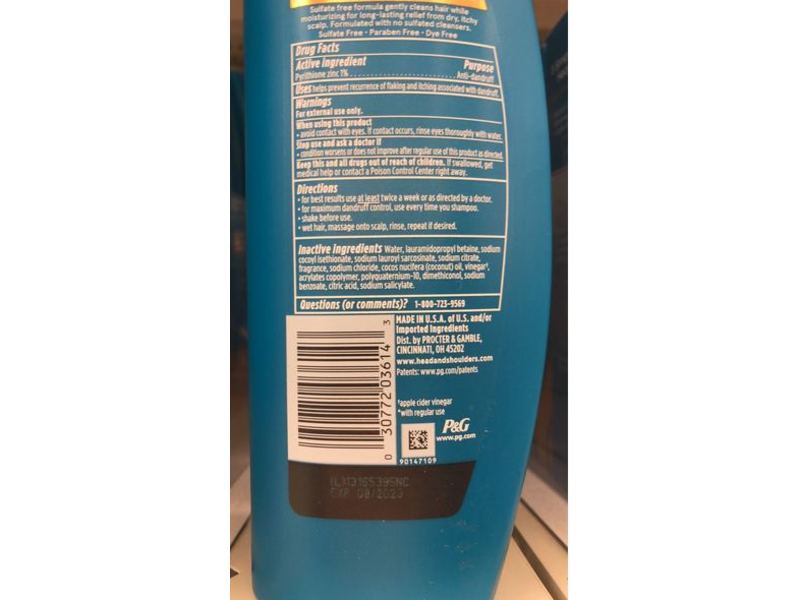 Sulfate free formula gently cleans hair while
moisturizing for long-lasting relief from dry, itchy
scalp. Formulated with no sulfated cleansers.
Sulfate Free · Paraben Free · Dye Free
Drug Facts
Active ingredient Purpose
Pyrithione zinc 1% Anti-dandruff
Uses helps prevent recurrence of flaking and itching associated with dandruff.
Warnings
For external use only.
When using this product
• avoid contact with eyes. If contact occurs, rinse eyes thoroughly with water.
Stop use and ask a doctor if
• condition worsens or does not improve after regular use of this product as directed.
Keep this and all drugs out of reach of children. If swallowed, get
medical help or contact a Poison Control Center right away.
Directions
• for best results use at least twice a week or as directed by a doctor.
• for maximum dandruff control, use every time you shampoo.
• shake before use.
• wet hair, massage onto scalp, rinse, repeat if desired.
Inactive ingredients Water, lauramidopropyl betaine, sodium
cocoyl isethionate, sodium lauroyl sarcosinate, sodium citrate,
fragrance, sodium chloride, cocos nucifera (coconut) oil, vinegar†,
acrylates copolymer, polyquaternium-10, dimethiconol, sodium
benzoate, citric acid, sodium salicylate.
Questions (or comments)? 1-800-723-9569
MADE IN U.S.A. of U.S. and/or
Imported Ingredients
Dist. by PROCTER & GAMBLE,
CINCINNATI, OH 45202
www.headandshoulders.com
Patents: www.pg.com/patents
†apple cider vinegar
*with regular use
P&G
www.pg.com
90147109
0 30772 03614 3
EXP 08/2023